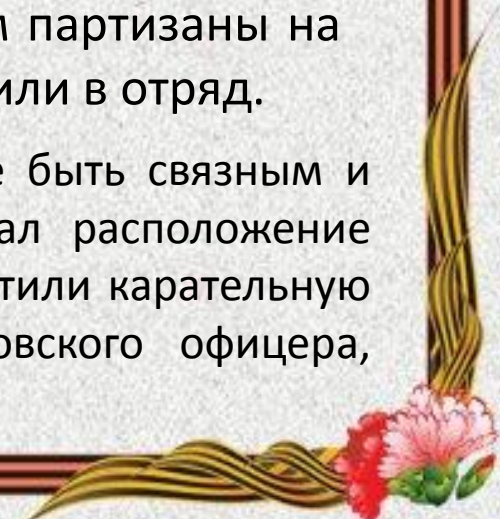 м партизаны на
или в отряд.
е быть связным и
ал расположение
тили карательную
овского офицера,